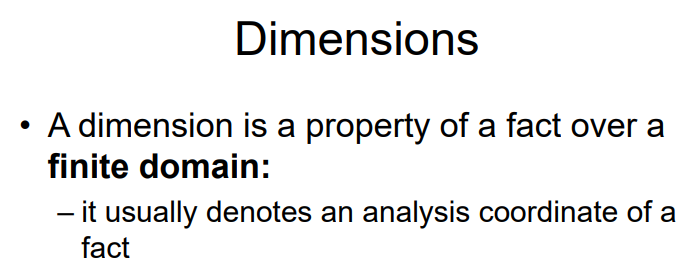 Dimensions
• A dimension is a property of a fact over a
finite domain:
– it usually denotes an analysis coordinate of a
fact